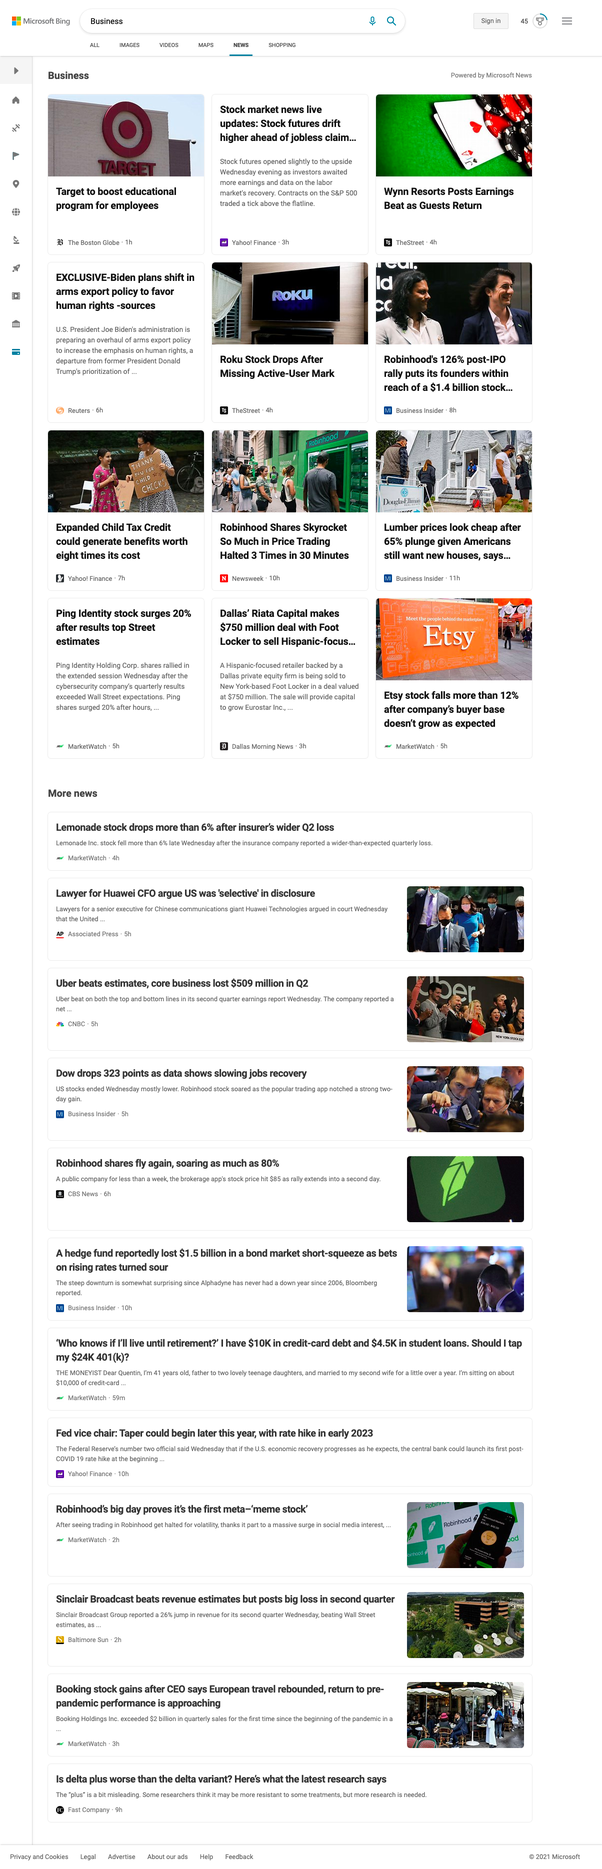 Microsoft Bing
Business
Sign in
45
ALL
IMAGES
VIDEOS
MAPS
NEWS
SHOPPING
Business
Powered by Microsoft News
TARGET
Target to boost educational
program for employees
The Boston Globe · 1h
Stock market news live
updates: Stock futures drift
higher ahead of jobless claim...
Stock futures opened slightly to the upside
Wednesday evening as investors awaited
more earnings and data on the labor
market's recovery. Contracts on the S&P 500
traded a tick above the flatline.
Yahoo! Finance · 3h
Wynn Resorts Posts Earnings
Beat as Guests Return
TheStreet · 4h
EXCLUSIVE-Biden plans shift in
arms export policy to favor
human rights -sources
U.S. President Joe Biden's administration is
preparing an overhaul of arms export policy
to increase the emphasis on human rights, a
departure from former President Donald
Trump's prioritization of ...
Reuters · 6h
ROKU
Roku Stock Drops After
Missing Active-User Mark
TheStreet · 4h
Robinhood's 126% post-IPO
rally puts its founders within
reach of a $1.4 billion stock...
Business Insider · 8h
THANK YOU FOR CHILD CHECK!
Expanded Child Tax Credit
could generate benefits worth
eight times its cost
Yahoo! Finance · 7h
Robinhood
Robinhood Shares Skyrocket
So Much in Price Trading
Halted 3 Times in 30 Minutes
Newsweek · 10h
Douglas Elliman
Lumber prices look cheap after
65% plunge given Americans
still want new houses, says...
Business Insider · 11h
Ping Identity stock surges 20%
after results top Street
estimates
Ping Identity Holding Corp. shares rallied in
the extended session Wednesday after the
cybersecurity company's quarterly results
exceeded Wall Street expectations. Ping
shares surged 20% after hours, ...
MarketWatch · 5h
Dallas' Riata Capital makes
$750 million deal with Foot
Locker to sell Hispanic-focus...
A Hispanic-focused retailer backed by a
Dallas private equity firm is being sold to
New York-based Foot Locker in a deal valued
at $750 million. The sale will provide capital
to grow Eurostar Inc., ...
Dallas Morning News · 3h
Meet the people behind the marketplace
Etsy
Etsy stock falls more than 12%
after company's buyer base
doesn't grow as expected
MarketWatch · 5h
More news
Lemonade stock drops more than 6% after insurer's wider Q2 loss
Lemonade Inc. stock fell more than 6% late Wednesday after the insurance company reported a wider-than-expected quarterly loss.
MarketWatch · 4h
Lawyer for Huawei CFO argue US was 'selective' in disclosure
Lawyers for a senior executive for Chinese communications giant Huawei Technologies argued in court Wednesday
that the United ...
AP Associated Press · 5h
Uber beats estimates, core business lost $509 million in Q2
Uber beat on both the top and bottom lines in its second quarter earnings report Wednesday. The company reported a
net ...
CNBC · 5h
Dow drops 323 points as data shows slowing jobs recovery
US stocks ended Wednesday mostly lower. Robinhood stock soared as the popular trading app notched a strong two-
day gain.
Business Insider · 5h
Robinhood shares fly again, soaring as much as 80%
A public company for less than a week, the brokerage app's stock price hit $85 as rally extends into a second day.
CBS News · 6h
A hedge fund reportedly lost $1.5 billion in a bond market short-squeeze as bets
on rising rates turned sour
The steep downturn is somewhat surprising since Alphadyne has never had a down year since 2006, Bloomberg
reported.
Business Insider · 10h
'Who knows if I'll live until retirement?' I have $10K in credit-card debt and $4.5K in student loans. Should I tap
my $24K 401(k)?
THE MONEYIST Dear Quentin, I'm 41 years old, father to two lovely teenage daughters, and married to my second wife for a little over a year. I'm sitting on about
$10,000 of credit-card ...
MarketWatch · 59m
Fed vice chair: Taper could begin later this year, with rate hike in early 2023
The Federal Reserve's number two official said Wednesday that if the U.S. economic recovery progresses as he expects, the central bank could launch its first post-
COVID 19 rate hike at the beginning ...
Yahoo! Finance · 10h
Robinhood's big day proves it's the first meta–'meme stock'
After seeing trading in Robinhood get halted for volatility, thanks it part to a massive surge in social media interest, ...
MarketWatch · 2h
Robinhood
Sinclair Broadcast beats revenue estimates but posts big loss in second quarter
Sinclair Broadcast Group reported a 26% jump in revenue for its second quarter Wednesday, beating Wall Street
estimates, as ...
Baltimore Sun · 2h
Booking stock gains after CEO says European travel rebounded, return to pre-
pandemic performance is approaching
Booking Holdings Inc. exceeded $2 billion in quarterly sales for the first time since the beginning of the pandemic in a
...
MarketWatch · 3h
Is delta plus worse than the delta variant? Here's what the latest research says
The "plus" is a bit misleading. Some researchers think it may be more resistant to some treatments, but more research is needed.
Fast Company · 9h
Privacy and Cookies
Legal
Advertise
About our ads
Help
Feedback
© 2021 Microsoft